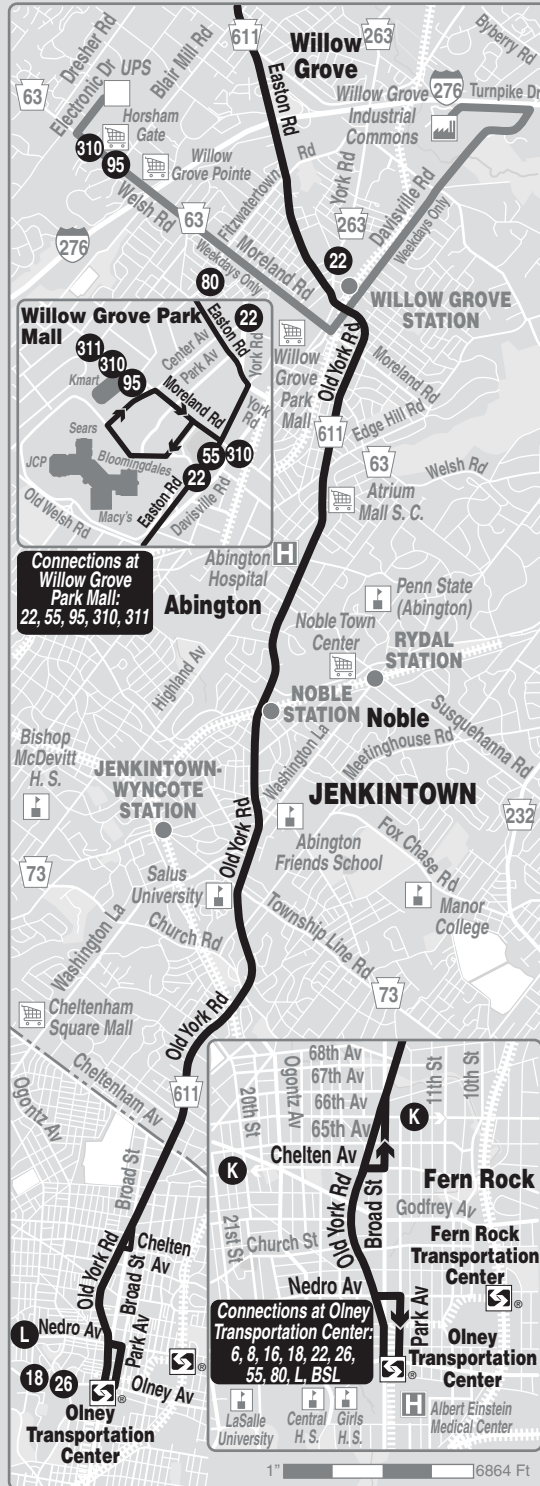 611
Willow
Grove
263
Byberry Rd
Dresher Rd
Blair Mill Rd
Electronic Dr
UPS
63
Easton Rd
Willow Grove
Industrial
Commons
276
Turnpike Dr
Horsham
Gate
310
95
Willow
Grove Pointe
Fitzwatertown Rd
York Rd
Davisville Rd
Weekdays Only
Welsh Rd
63
263
276
Weekdays Only
Moreland Rd
22
80
WILLOW GROVE
STATION
Willow Grove Park
Mall
Easton Rd
22
311
310
95
Kmart
Center Av
Park Av
York Rd
Moreland Rd
Sears
Bloomingdales
JCP
Macy's
Old Welsh Rd
Easton Rd
22
55
310
Davisville Rd
York Rd
Willow
Grove
Park
Mall
Old York Rd
Moreland Rd
611
Edge Hill Rd
63
Welsh Rd
Atrium
Mall S. C.
Connections at
Willow Grove
Park Mall:
22, 55, 95, 310, 311
Abington
Hospital
H
Abington
Penn State
(Abington)
Noble Town
Center
RYDAL
STATION
Highland Av
NOBLE
STATION
Noble
Susquehanna Rd
Bishop
McDevitt
H. S.
JENKINTOWN-
WYNCOTE
STATION
Washington La
Meetinghouse Rd
JENKINTOWN
232
Old York Rd
Abington
Friends School
Fox Chase Rd
73
Salus
University
Manor
College
Washington La
Church Rd
Township Line Rd
73
Cheltenham
Square Mall
Old York Rd
Cheltenham Av
611
Ogontz Av
Broad St
Old York Rd
Chelten
Av
Broad St
L
Nedro Av
Park Av
18
26
Olney Av
®
®
Olney
Transportation
Center
68th Av
67th Av
66th Av
65th Av
Ogontz Av
20th St
11th St
10th St
K
Chelten Av
K
Old York Rd
Broad St
Fern Rock
Godfrey Av
21st St
Church St
Fern Rock
Transportation
Center
®
Nedro Av
Park Av
Connections at Olney
Transportation Center:
6, 8, 16, 18, 22, 26,
55, 80, L, BSL
Olney
Transportation
Center
®
LaSalle
University
Central
H. S.
Girls
H. S.
H
Albert Einstein
Medical Center
1"
6864 Ft